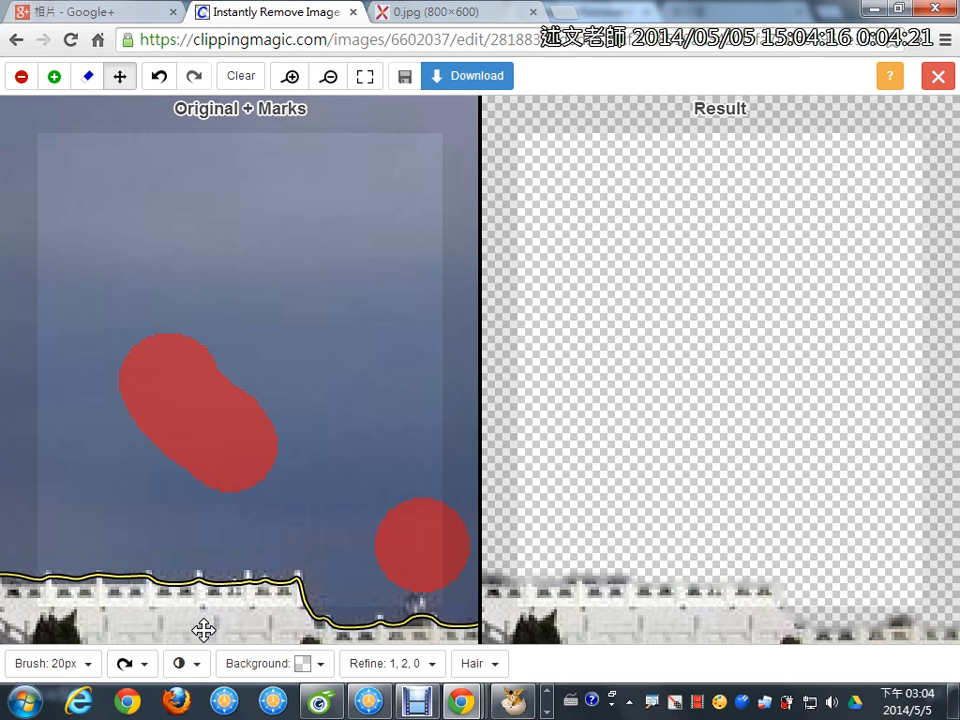 相片 - Google+
Instantly Remove Image
0.jpg (800×600)
https://clippingmagic.com/images/6602037/edit/28188
述文老師 2014/05/05 15:04:16 0:04:21
Clear
Download
?
Original + Marks
Result
Brush: 20px
Background:
Refine: 1, 2, 0
Hair
下午 03:04
2014/5/5